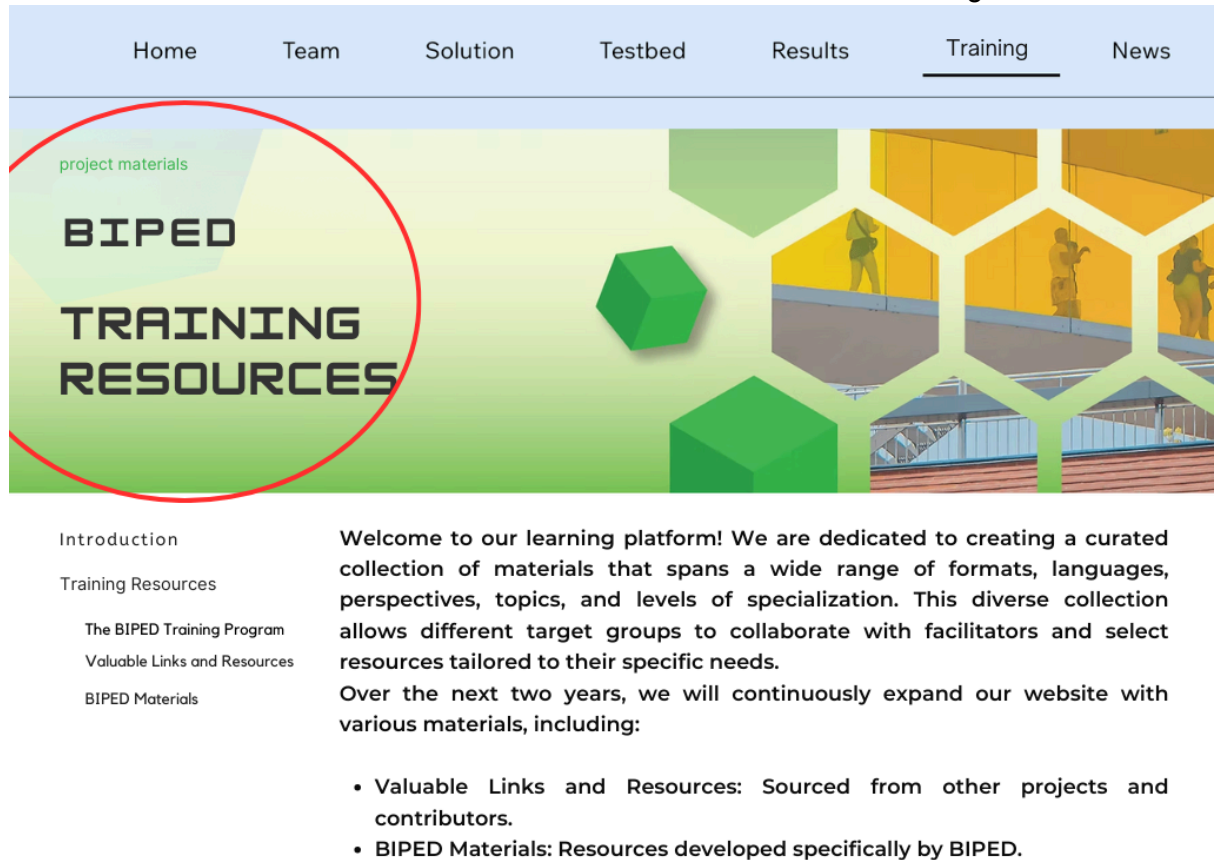 Home Team Solution Testbed Results Training News
project materials
BIPED
TRAINING
RESOURCES
Introduction
Training Resources
The BIPED Training Program
Valuable Links and Resources
BIPED Materials
Welcome to our learning platform! We are dedicated to creating a curated
collection of materials that spans a wide range of formats, languages,
perspectives, topics, and levels of specialization. This diverse collection
allows different target groups to collaborate with facilitators and select
resources tailored to their specific needs.
Over the next two years, we will continuously expand our website with
various materials, including:
• Valuable Links and Resources: Sourced from other projects and
contributors.
• BIPED Materials: Resources developed specifically by BIPED.